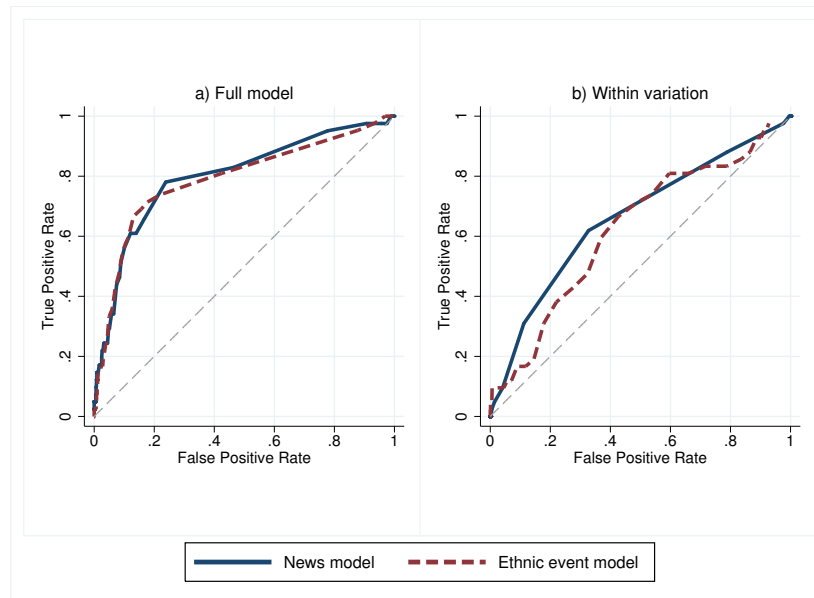 a) Full model
True Positive Rate
1
.8
.6
.4
.2
0
0 .2 .4 .6 .8 1
False Positive Rate
b) Within variation
True Positive Rate
1
.8
.6
.4
.2
0
0 .2 .4 .6 .8 1
False Positive Rate
News model Ethnic event model